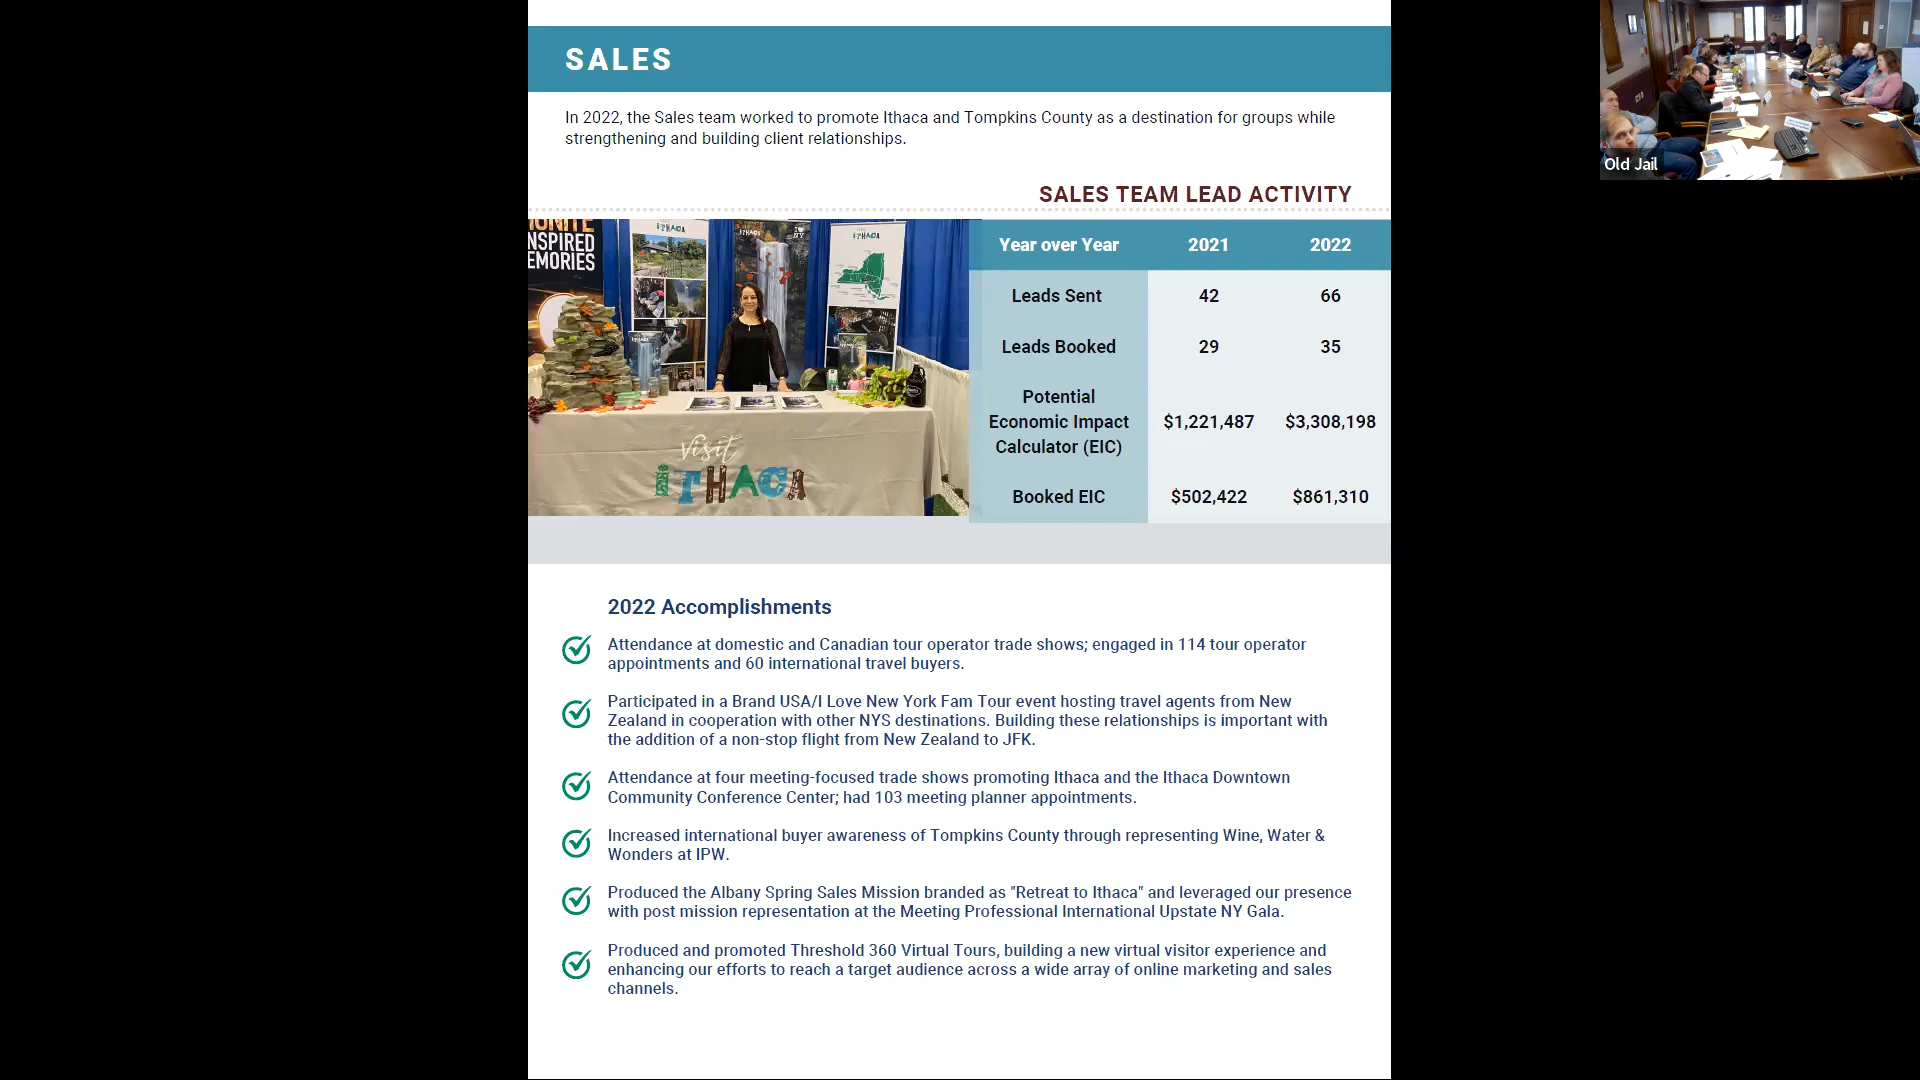 SALES
In 2022, the Sales team worked to promote Ithaca and Tompkins County as a destination for groups while
strengthening and building client relationships.
SALES TEAM LEAD ACTIVITY
NSPIRED
EMORIES
ITHACA
ITHACA
ITHACA
visit
ITHACA
Year over Year 2021 2022
Leads Sent 42 66
Leads Booked 29 35
Potential
Economic Impact
Calculator (EIC) $1,221,487 $3,308,198
Booked EIC $502,422 $861,310
2022 Accomplishments
Attendance at domestic and Canadian tour operator trade shows; engaged in 114 tour operator
appointments and 60 international travel buyers.
Participated in a Brand USA/I Love New York Fam Tour event hosting travel agents from New
Zealand in cooperation with other NYS destinations. Building these relationships is important with
the addition of a non-stop flight from New Zealand to JFK.
Attendance at four meeting-focused trade shows promoting Ithaca and the Ithaca Downtown
Community Conference Center; had 103 meeting planner appointments.
Increased international buyer awareness of Tompkins County through representing Wine, Water &
Wonders at IPW.
Produced the Albany Spring Sales Mission branded as "Retreat to Ithaca" and leveraged our presence
with post mission representation at the Meeting Professional International Upstate NY Gala.
Produced and promoted Threshold 360 Virtual Tours, building a new virtual visitor experience and
enhancing our efforts to reach a target audience across a wide array of online marketing and sales
channels.
Old Jail